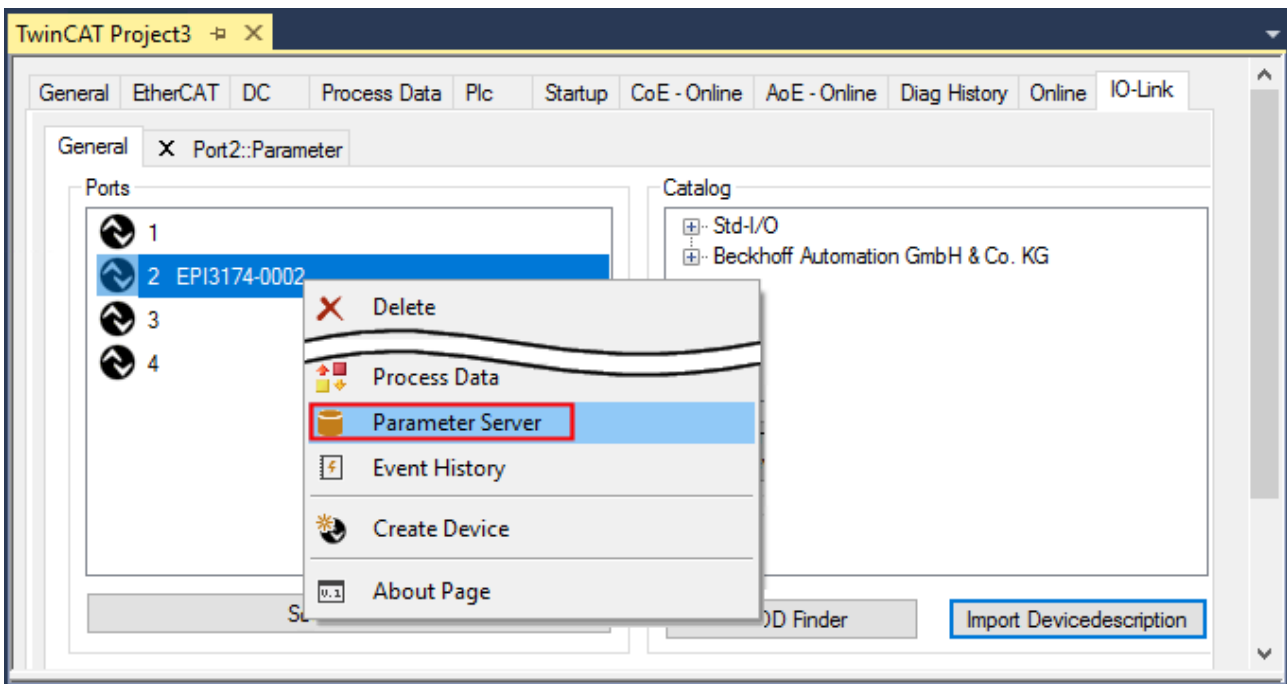 TwinCAT Project3
General EtherCAT DC Process Data Plc Startup CoE - Online AoE - Online Diag History Online IO-Link
General X Port2::Parameter
Ports
Catalog
1
2 EPI3174-0002
3
4
Std-I/O
Beckhoff Automation GmbH & Co. KG
Delete
Process Data
Parameter Server
Event History
Create Device
About Page
Finder
Import Devicedescription